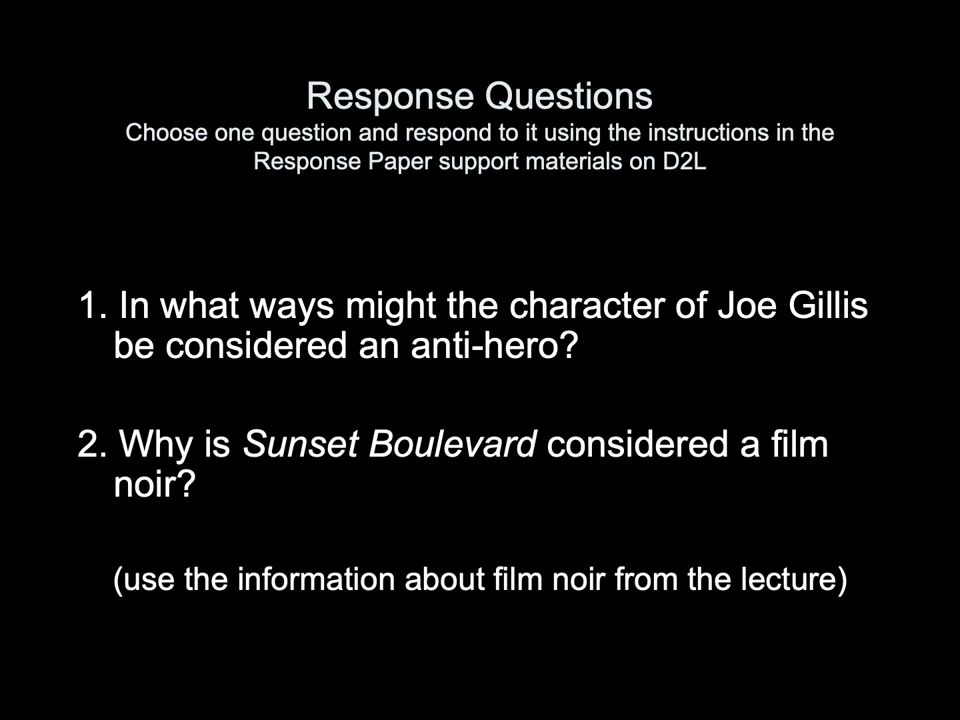 Response Questions
Choose one question and respond to it using the instructions in the
Response Paper support materials on D2L
1. In what ways might the character of Joe Gillis
be considered an anti-hero?
2. Why is Sunset Boulevard considered a film
noir?
(use the information about film noir from the lecture)